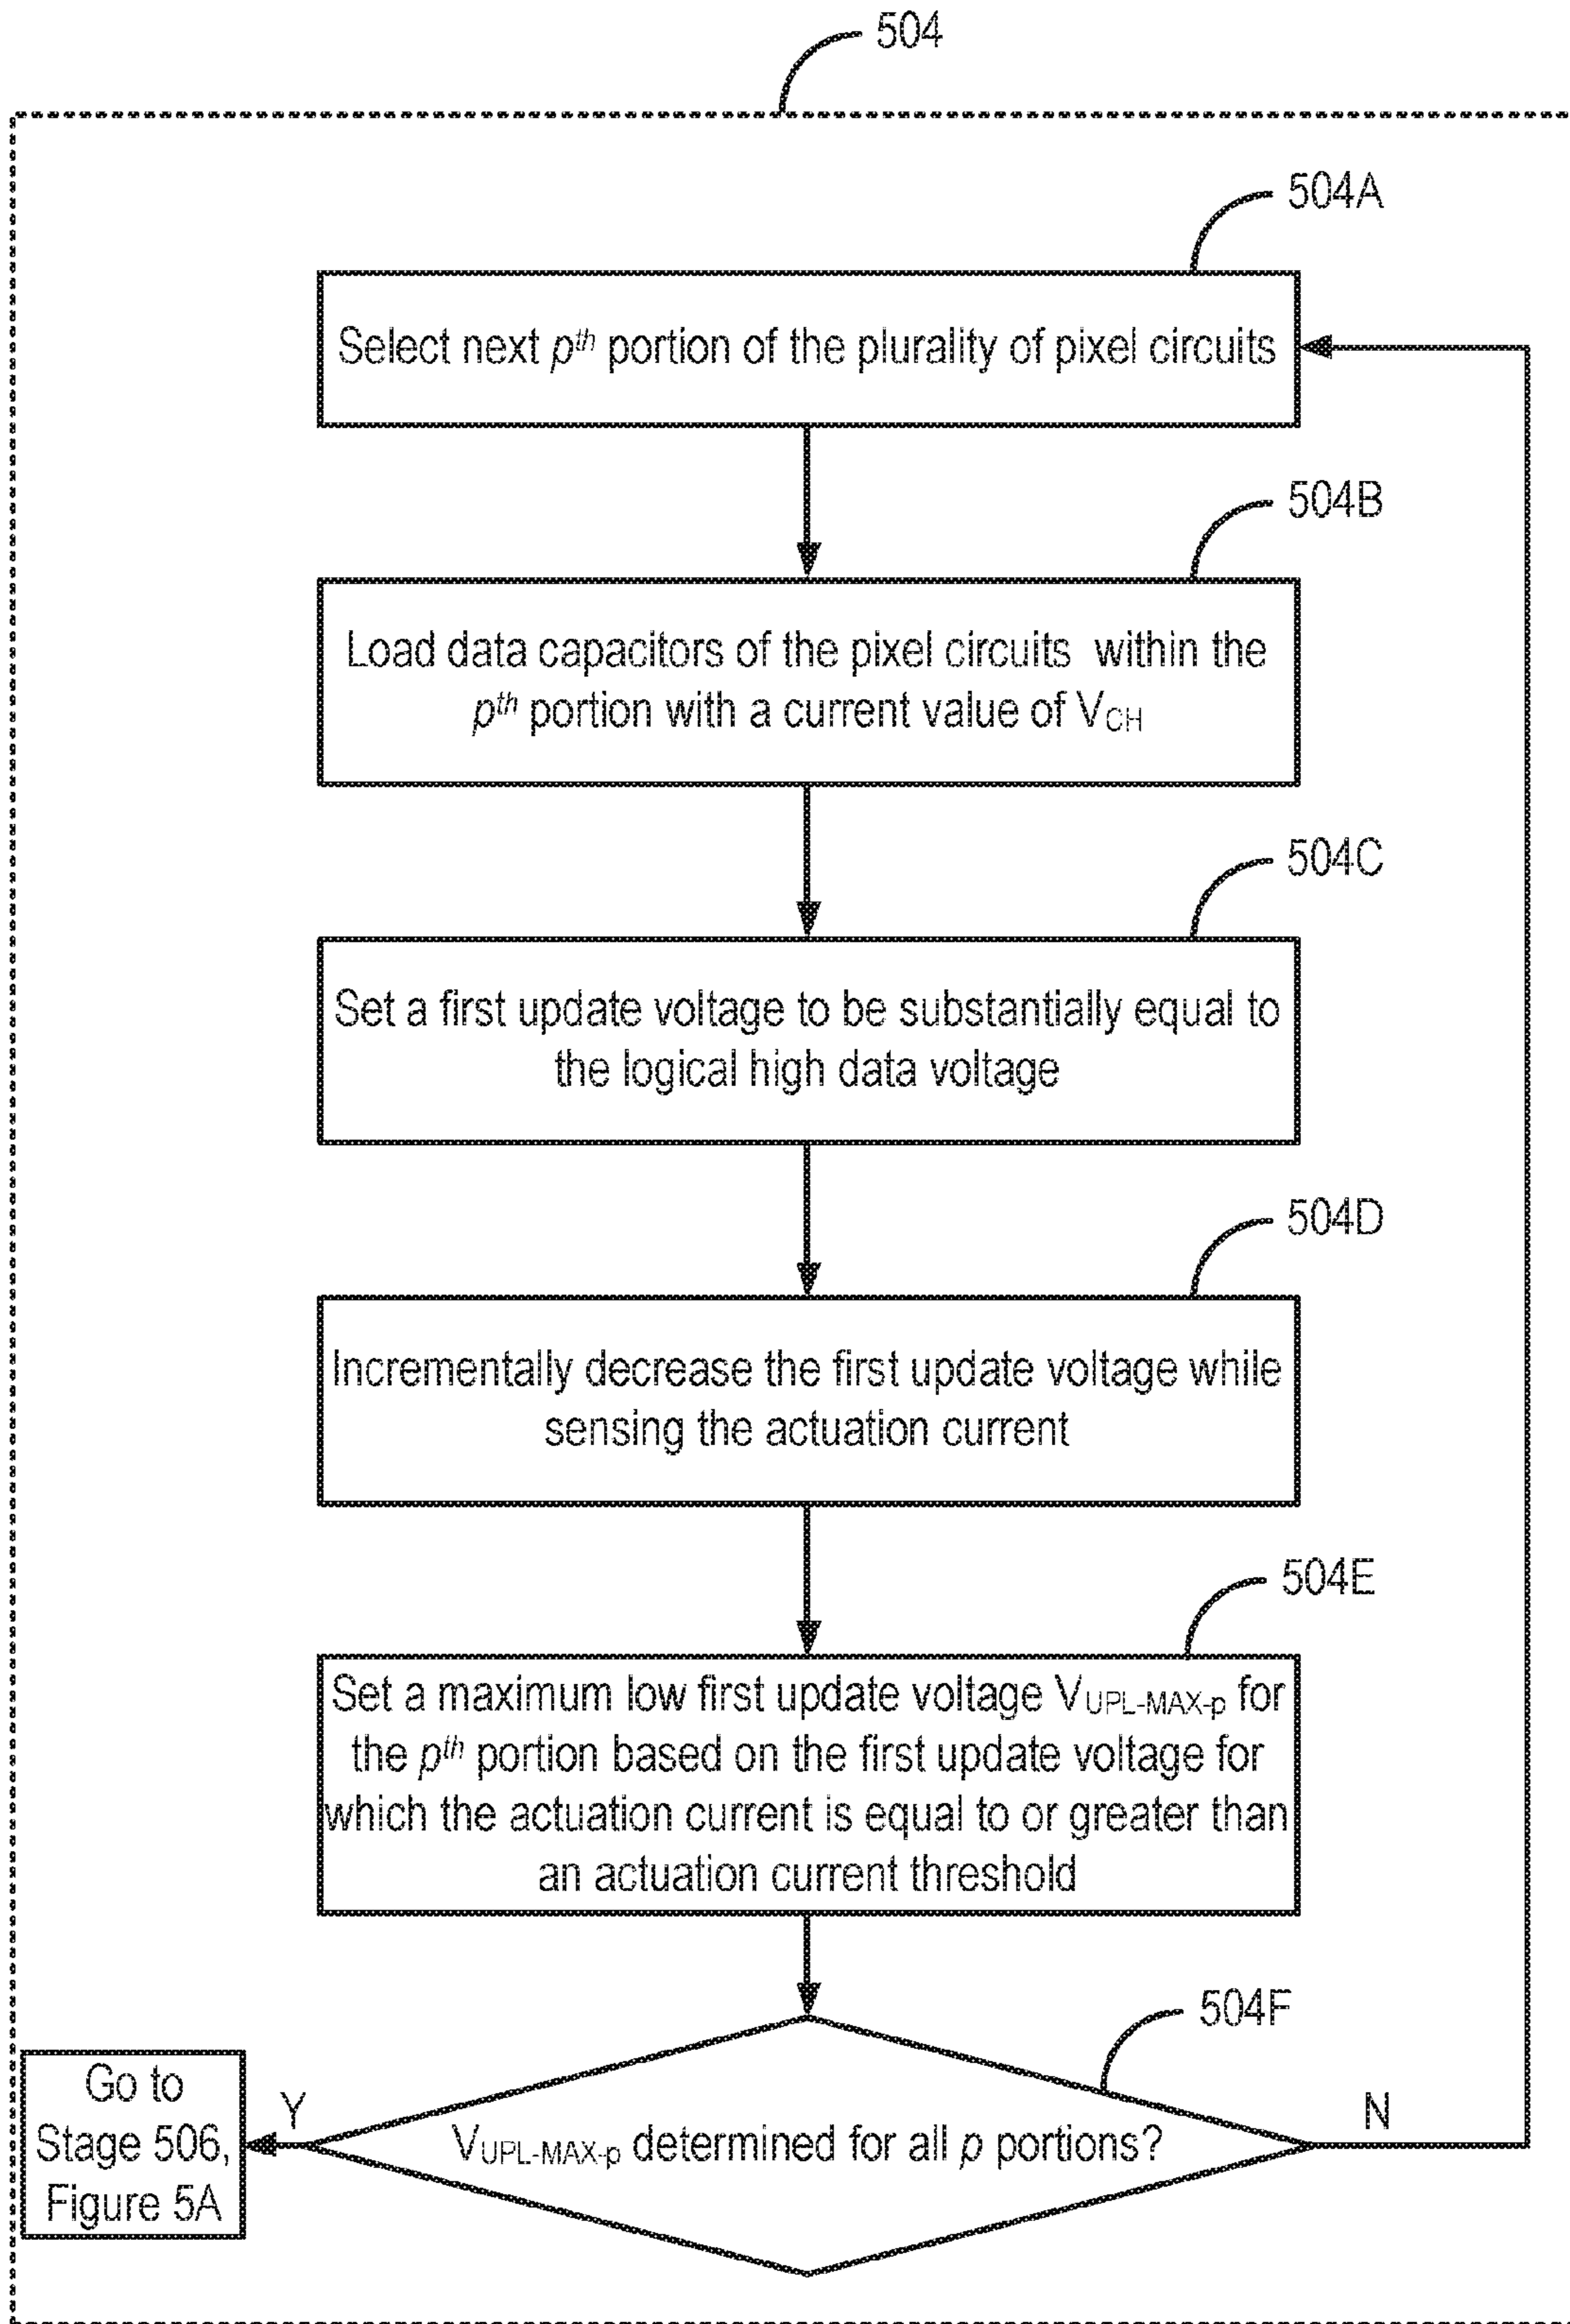 504
504A
Select next pth portion of the plurality of pixel circuits
504B
Load data capacitors of the pixel circuits within the
pth portion with a current value of VCH
504C
Set a first update voltage to be substantially equal to
the logical high data voltage
504D
Incrementally decrease the first update voltage while
sensing the actuation current
504E
Set a maximum low first update voltage VUPL-MAX-p for
the pth portion based on the first update voltage for
which the actuation current is equal to or greater than
an actuation current threshold
504F
VUPL-MAX-p determined for all p portions?
N
Y
Go to
Stage 506,
Figure 5A